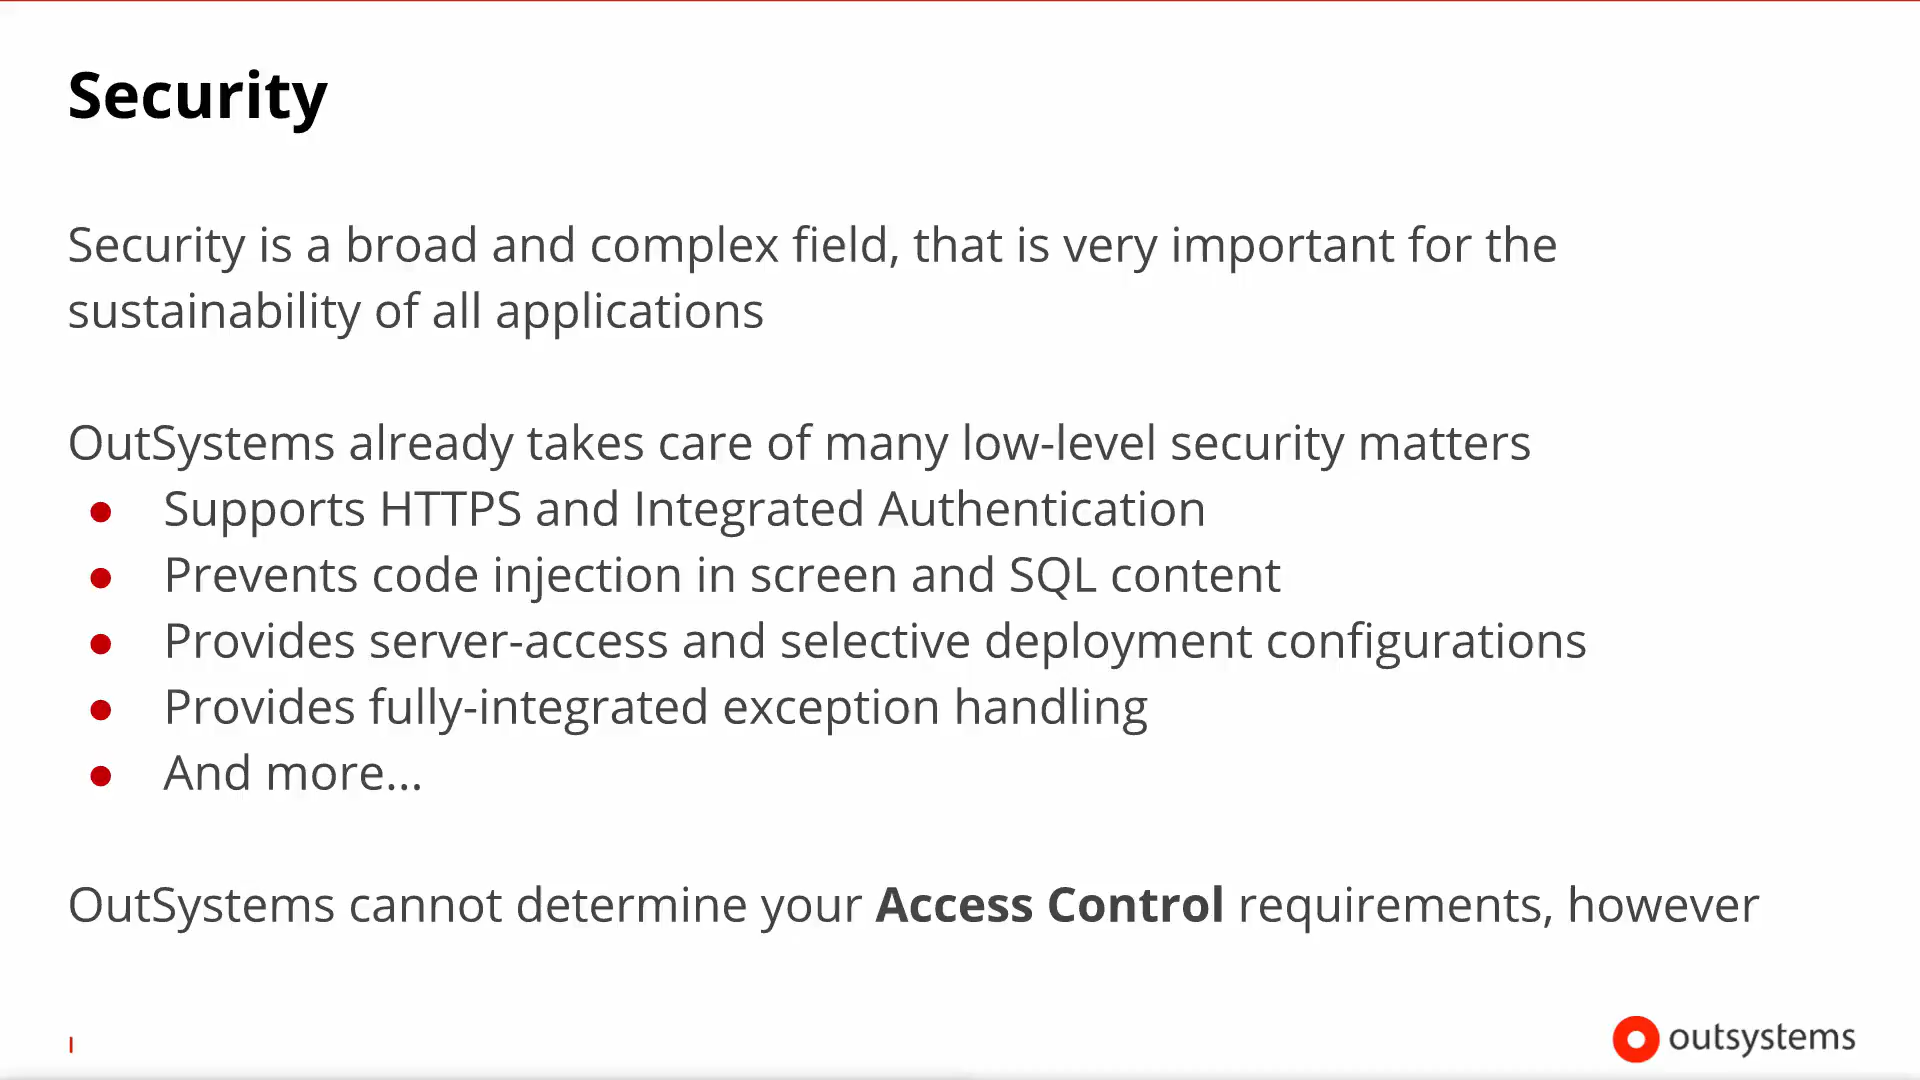 Security
Security is a broad and complex field, that is very important for the
sustainability of all applications
OutSystems already takes care of many low-level security matters
● Supports HTTPS and Integrated Authentication
● Prevents code injection in screen and SQL content
● Provides server-access and selective deployment configurations
● Provides fully-integrated exception handling
● And more...
OutSystems cannot determine your Access Control requirements, however
outsystems